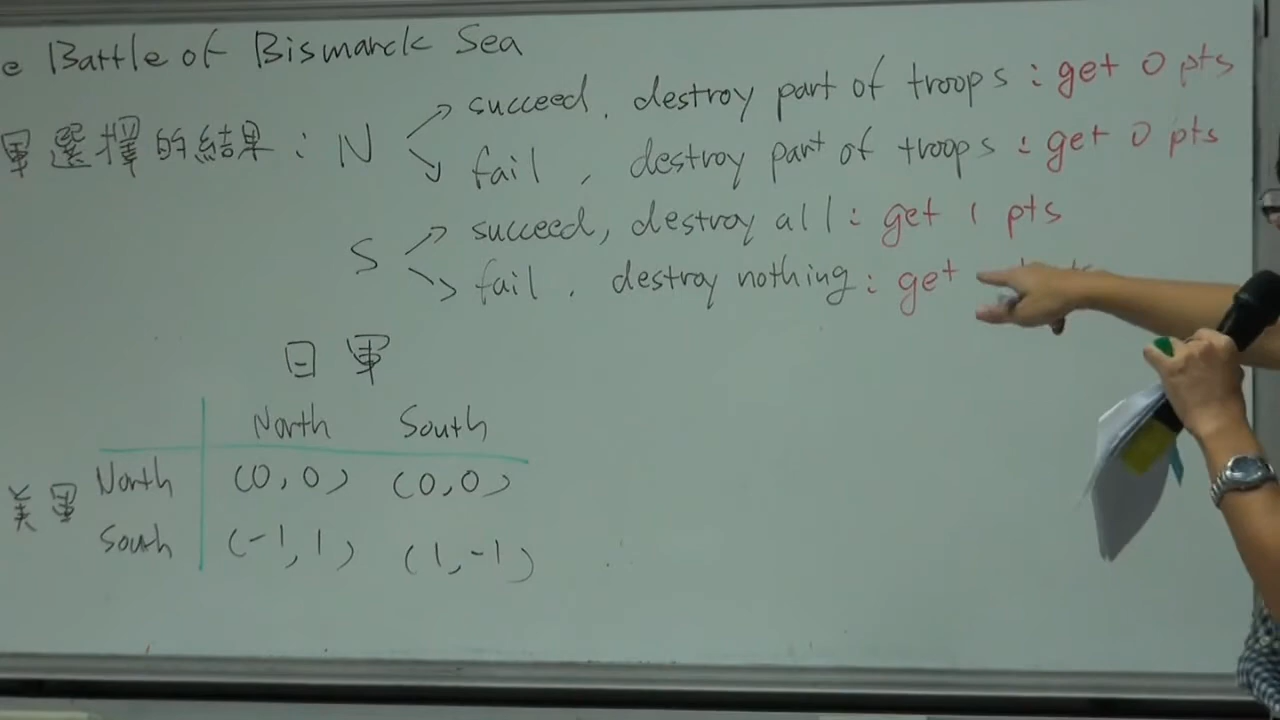 e Battle of Bismarck Sea
軍選擇的結果: N ↗ succeed, destroy part of troops : get 0 pts
↘ fail, destroy part of troops : get 0 pts
S ↗ succeed, destroy all : get 1 pts
↘ fail, destroy nothing : get
日軍
North South
美軍 North (0, 0) (0, 0)
South (-1, 1) (1, -1)